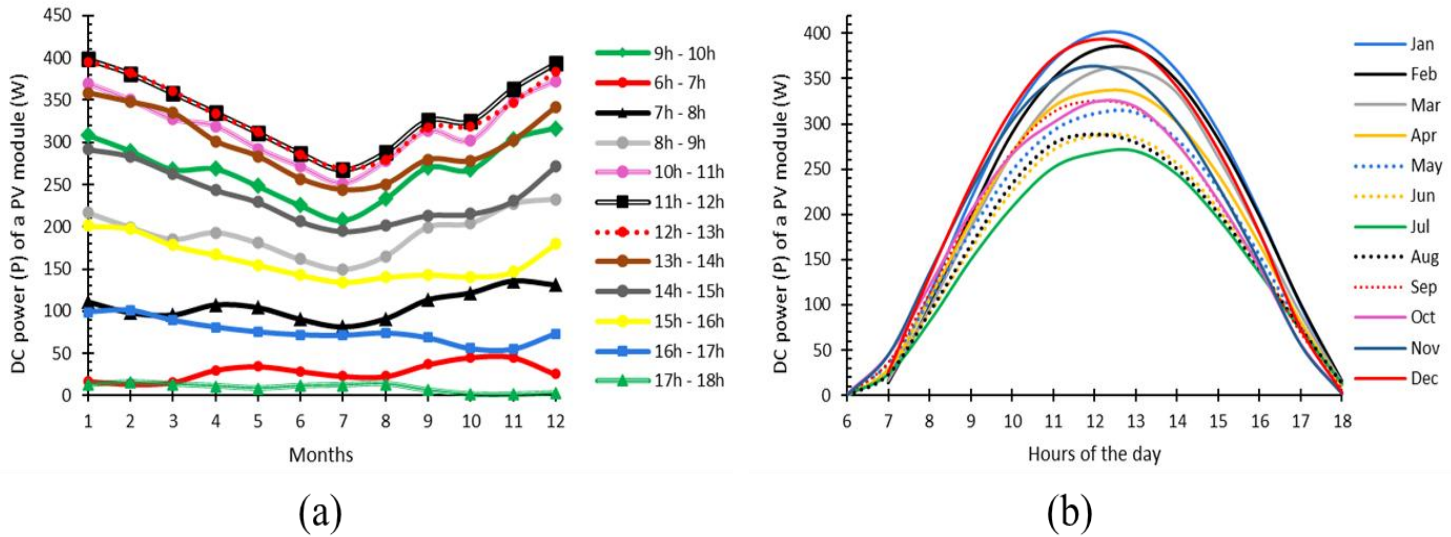 DC power (P) of a PV module (W)
450
400
350
300
250
200
150
100
50
0
1 2 3 4 5 6 7 8 9 10 11 12
Months
9h - 10h
6h - 7h
7h - 8h
8h - 9h
10h - 11h
11h - 12h
12h - 13h
13h - 14h
14h - 15h
15h - 16h
16h - 17h
17h - 18h
(a)
DC power (P) of a PV module (W)
400
350
300
250
200
150
100
50
0
6 7 8 9 10 11 12 13 14 15 16 17 18
Hours of the day
Jan
Feb
Mar
Apr
May
Jun
Jul
Aug
Sep
Oct
Nov
Dec
(b)